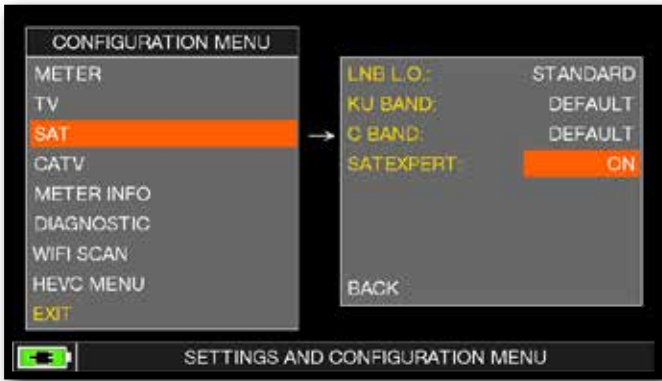 CONFIGURATION MENU
METER
TV
SAT
CATV
METER INFO
DIAGNOSTIC
WIFI SCAN
HEVC MENU
EXIT
→
LNB L.O.: STANDARD
KU BAND: DEFAULT
C BAND: DEFAULT
SATEXPERT: ON
BACK
SETTINGS AND CONFIGURATION MENU